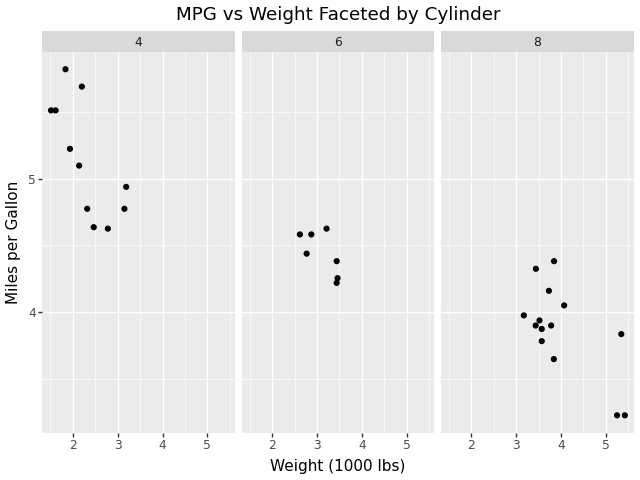 MPG vs Weight Faceted by Cylinder
4 6 8
5
4
Miles per Gallon
2 3 4 5 2 3 4 5 2 3 4 5
Weight (1000 lbs)